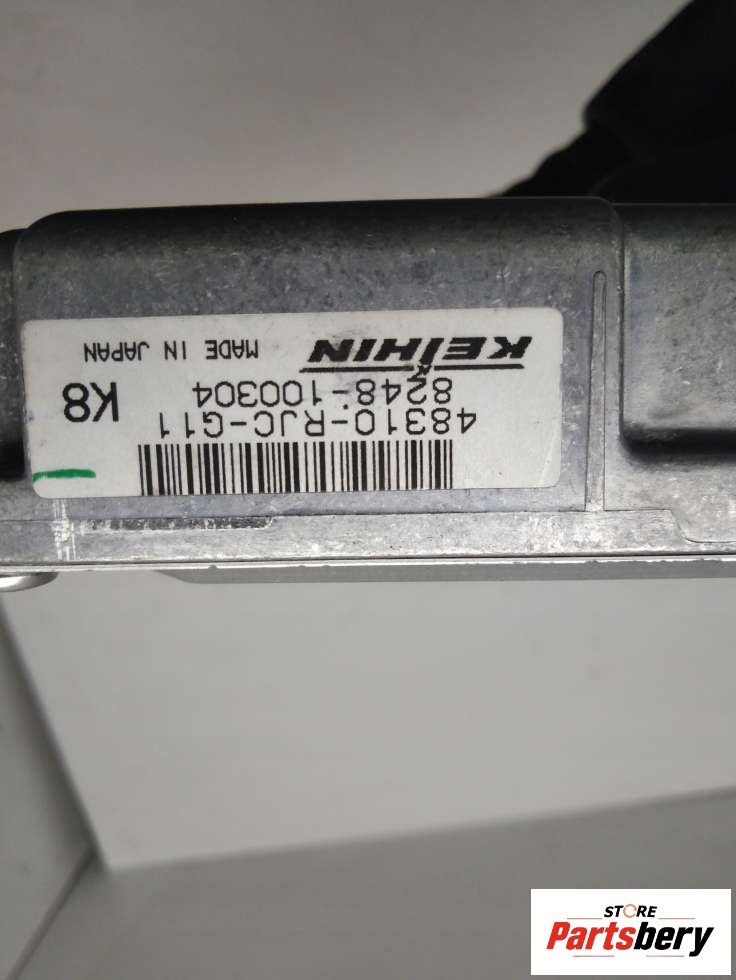 48310-RJC-G11
8248-100304
K8
KEIHIN
MADE IN JAPAN
STORE
Partsbery